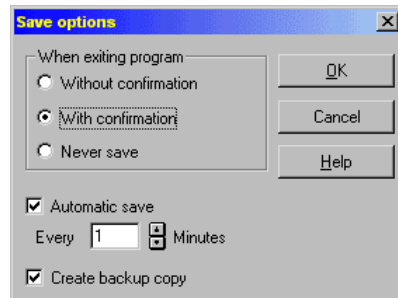 Save options
When exiting program
Without confirmation
With confirmation
Never save
OK
Cancel
Help
Automatic save
Every 1 Minutes
Create backup copy